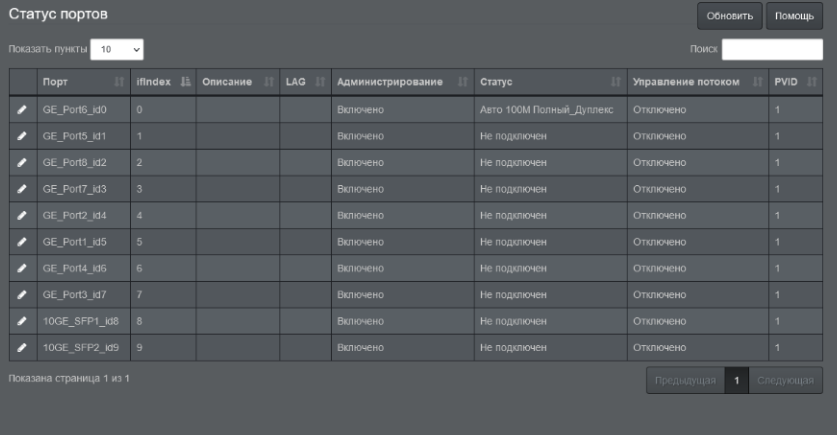 Статус портов
Обновить Помощь
Показать пункты 10 Поиск
Порт ifIndex Описание LAG Администрирование Статус Управление потоком PVID
GE_Port6_id0 0 Включено Авто 100М Полный_Дуплекс Отключено 1
GE_Port5_id1 1 Включено Не подключен Отключено 1
GE_Port8_id2 2 Включено Не подключен Отключено 1
GE_Port7_id3 3 Включено Не подключен Отключено 1
GE_Port2_id4 4 Включено Не подключен Отключено 1
GE_Port1_id5 5 Включено Не подключен Отключено 1
GE_Port4_id6 6 Включено Не подключен Отключено 1
GE_Port3_id7 7 Включено Не подключен Отключено 1
10GE_SFP1_id8 8 Включено Не подключен Отключено 1
10GE_SFP2_id9 9 Включено Не подключен Отключено 1
Показана страница 1 из 1
Предыдущая 1 Следующая